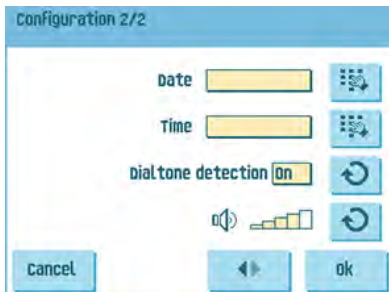 Configuration 2/2
Date
Time
Dialtone detection On
Cancel
Ok